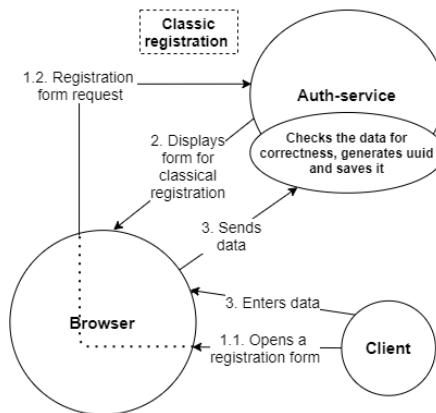 Classic
registration
1.2. Registration
form request
Auth-service
Checks the data for
correctness, generates uuid
and saves it
2. Displays
form for
classical
registration
3. Sends
data
3. Enters data
Browser
1.1. Opens a
registration form
Client